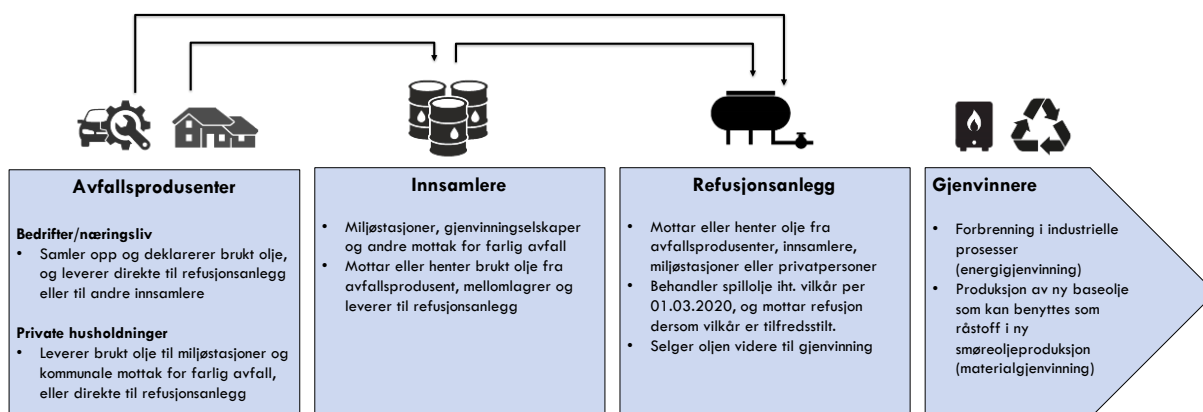 Avfallsprodusenter
Bedrifter/næringsliv
• Samler opp og deklarerer brukt olje,
og leverer direkte til refusjonsanlegg
eller til andre innsamlere
Private husholdninger
• Leverer brukt olje til miljøstasjoner og
kommunale mottak for farlig avfall,
eller direkte til refusjonsanlegg
Innsamlere
• Miljøstasjoner, gjenvinningselskaper
og andre mottak for farlig avfall
• Mottar eller henter brukt olje fra
avfallsprodusent, mellomlagrer og
leverer til refusjonsanlegg
Refusjonsanlegg
• Mottar eller henter olje fra
avfallsprodusenter, innsamlere,
miljøstasjoner eller privatpersoner
• Behandler spillolje iht. vilkår per
01.03.2020, og mottar refusjon
dersom vilkår er tilfredsstilt.
• Selger oljen videre til gjenvinning
Gjenvinnere
• Forbrenning i industrielle
prosesser
(energigjenvinning)
• Produksjon av ny baseolje
som kan benyttes som
råstoff i ny
smøreoljeproduksjon
(materialgjenvinning)